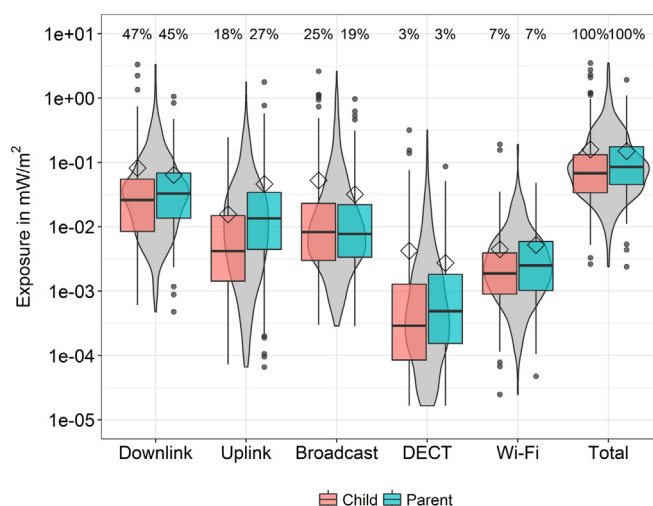 47% 45% 18% 27% 25% 19% 3% 3% 7% 7% 100% 100%
1e+01
1e+00
1e-01
1e-02
1e-03
1e-04
1e-05
Exposure in mW/m²
Downlink Uplink Broadcast DECT Wi-Fi Total
Child Parent